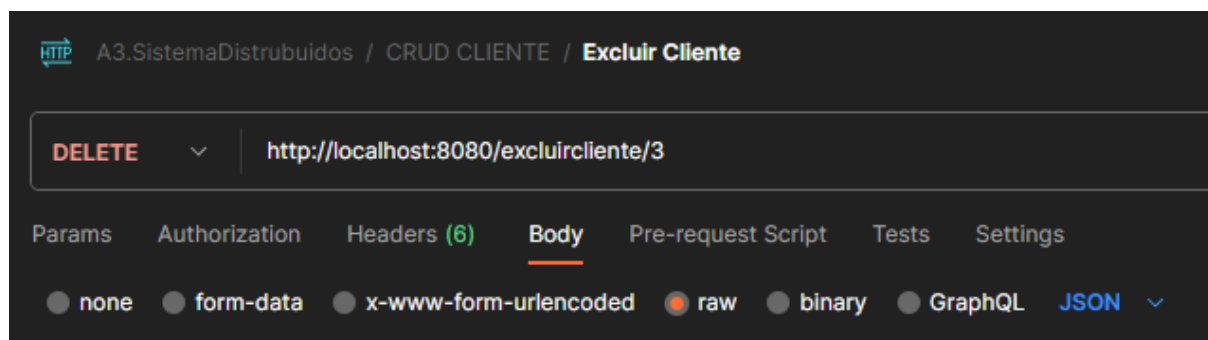 HTTP A3.SistemaDistrubuidos / CRUD CLIENTE / Excluir Cliente
DELETE http://localhost:8080/excluircliente/3
Params Authorization Headers (6) Body Pre-request Script Tests Settings
none form-data x-www-form-urlencoded raw binary GraphQL JSON